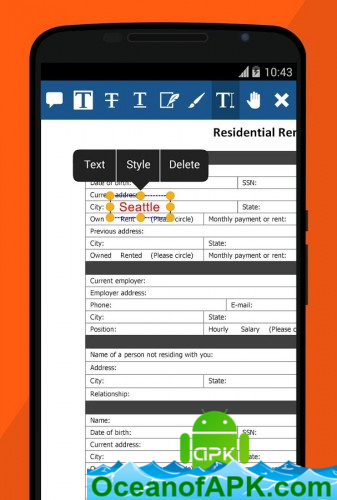 10:43
T T T TI
Residential Ren
Text Style Delete
Date of birth: SSN:
Current address:
City: Seattle State:
Own Rent (Please circle) Monthly payment or rent:
Previous address:
City: State:
Owned Rented (Please circle) Monthly payment or rent:
Current employer:
Employer address:
Phone: E-mail:
City: State:
Position: Hourly Salary (Please c
Name of a person not residing with you:
Address:
City: State:
Relationship:
Name:
Date of birth: SSN:
Current address:
City:
APK
OceanofAPK.com